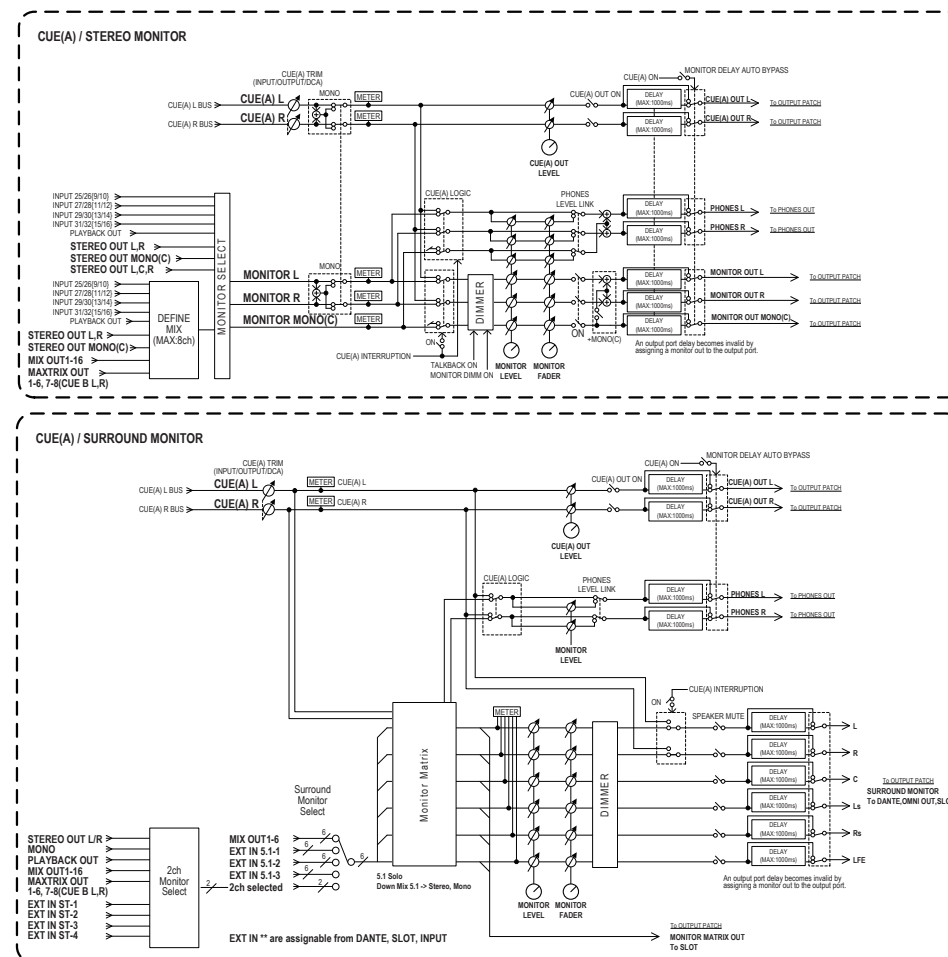 CUE(A) / STEREO MONITOR
CUE(A) TRIM
(INPUT/OUTPUT/DCA)
MONO
METER
METER
CUE(A) L BUS
CUE(A) L
CUE(A) R BUS
CUE(A) R
CUE(A) OUT ON
CUE(A) ON
MONITOR DELAY AUTO BYPASS
DELAY
(MAX:1000ms)
DELAY
(MAX:1000ms)
CUE(A) OUT L
To OUTPUT PATCH
CUE(A) OUT R
To OUTPUT PATCH
CUE(A) OUT
LEVEL
INPUT 25/26(9/10)
INPUT 27/28(11/12)
INPUT 29/30(13/14)
INPUT 31/32(15/16)
PLAYBACK OUT
STEREO OUT L,R
STEREO OUT MONO(C)
STEREO OUT L,C,R
INPUT 25/26(9/10)
INPUT 27/28(11/12)
INPUT 29/30(13/14)
INPUT 31/32(15/16)
PLAYBACK OUT
STEREO OUT L,R
STEREO OUT MONO(C)
MIX OUT1-16
MAXTRIX OUT
1-6, 7-8(CUE B L,R)
DEFINE
MIX
(MAX:8ch)
MONITOR SELECT
MONITOR L
MONITOR R
MONITOR MONO(C)
MONO
METER
METER
METER
CUE(A) LOGIC
ON
CUE(A) INTERRUPTION
DIMMER
TALKBACK ON
MONITOR DIMM ON
PHONES
LEVEL LINK
MONITOR
LEVEL
MONITOR
FADER
ON
+MONO(C)
DELAY
(MAX:1000ms)
DELAY
(MAX:1000ms)
DELAY
(MAX:1000ms)
DELAY
(MAX:1000ms)
DELAY
(MAX:1000ms)
PHONES L
To PHONES OUT
PHONES R
To PHONES OUT
MONITOR OUT L
To OUTPUT PATCH
MONITOR OUT R
To OUTPUT PATCH
MONITOR OUT MONO(C)
To OUTPUT PATCH
An output port delay becomes invalid by
assigning a monitor out to the output port.
CUE(A) / SURROUND MONITOR
CUE(A) TRIM
(INPUT/OUTPUT/DCA)
CUE(A) L BUS
CUE(A) L
METER
CUE(A) L
CUE(A) R BUS
CUE(A) R
METER
CUE(A) R
CUE(A) OUT ON
CUE(A) ON
MONITOR DELAY AUTO BYPASS
DELAY
(MAX:1000ms)
DELAY
(MAX:1000ms)
CUE(A) OUT L
To OUTPUT PATCH
CUE(A) OUT R
To OUTPUT PATCH
CUE(A) OUT
LEVEL
CUE(A) LOGIC
PHONES
LEVEL LINK
MONITOR
LEVEL
DELAY
(MAX:1000ms)
DELAY
(MAX:1000ms)
PHONES L
To PHONES OUT
PHONES R
To PHONES OUT
ON
CUE(A) INTERRUPTION
METER
SPEAKER MUTE
Monitor Matrix
DIMMER
DELAY
(MAX:1000ms)
DELAY
(MAX:1000ms)
DELAY
(MAX:1000ms)
DELAY
(MAX:1000ms)
DELAY
(MAX:1000ms)
DELAY
(MAX:1000ms)
L
R
C
Ls
Rs
LFE
To OUTPUT PATCH
SURROUND MONITOR
To DANTE,OMNI OUT,SLO
Surround
Monitor
Select
MIX OUT1-6
6
EXT IN 5.1-1
6
EXT IN 5.1-2
6
EXT IN 5.1-3
6
2ch selected
2
6
STEREO OUT L/R
MONO
PLAYBACK OUT
MIX OUT1-16
MAXTRIX OUT
1-6, 7-8(CUE B L,R)
EXT IN ST-1
EXT IN ST-2
EXT IN ST-3
EXT IN ST-4
2ch
Monitor
Select
2
5.1 Solo
Down Mix 5.1 -> Stereo, Mono
MONITOR
LEVEL
MONITOR
FADER
An output port delay becomes invalid by
assigning a monitor out to the output port.
EXT IN ** are assignable from DANTE, SLOT, INPUT
To OUTPUT PATCH
MONITOR MATRIX OUT
To SLOT